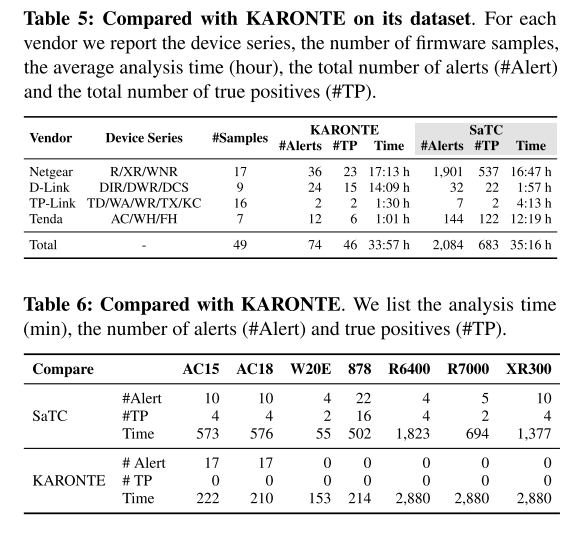 Table 5: Compared with KARONTE on its dataset. For each
vendor we report the device series, the number of firmware samples,
the average analysis time (hour), the total number of alerts (#Alert)
and the total number of true positives (#TP).
Vendor Device Series #Samples KARONTE SaTC
#Alerts #TP Time #Alerts #TP Time
Netgear R/XR/WNR 17 36 23 17:13 h 1,901 537 16:47 h
D-Link DIR/DWR/DCS 9 24 15 14:09 h 32 22 1:57 h
TP-Link TD/WA/WR/TX/KC 16 2 2 1:30 h 7 2 4:13 h
Tenda AC/WH/FH 7 12 6 1:01 h 144 122 12:19 h
Total - 49 74 46 33:57 h 2,084 683 35:16 h
Table 6: Compared with KARONTE. We list the analysis time
(min), the number of alerts (#Alert) and true positives (#TP).
Compare AC15 AC18 W20E 878 R6400 R7000 XR300
#Alert 10 10 4 22 4 5 10
SaTC #TP 4 4 2 16 4 2 4
Time 573 576 55 502 1,823 694 1,377
# Alert 17 17 0 0 0 0 0
KARONTE # TP 0 0 0 0 0 0 0
Time 222 210 153 214 2,880 2,880 2,880